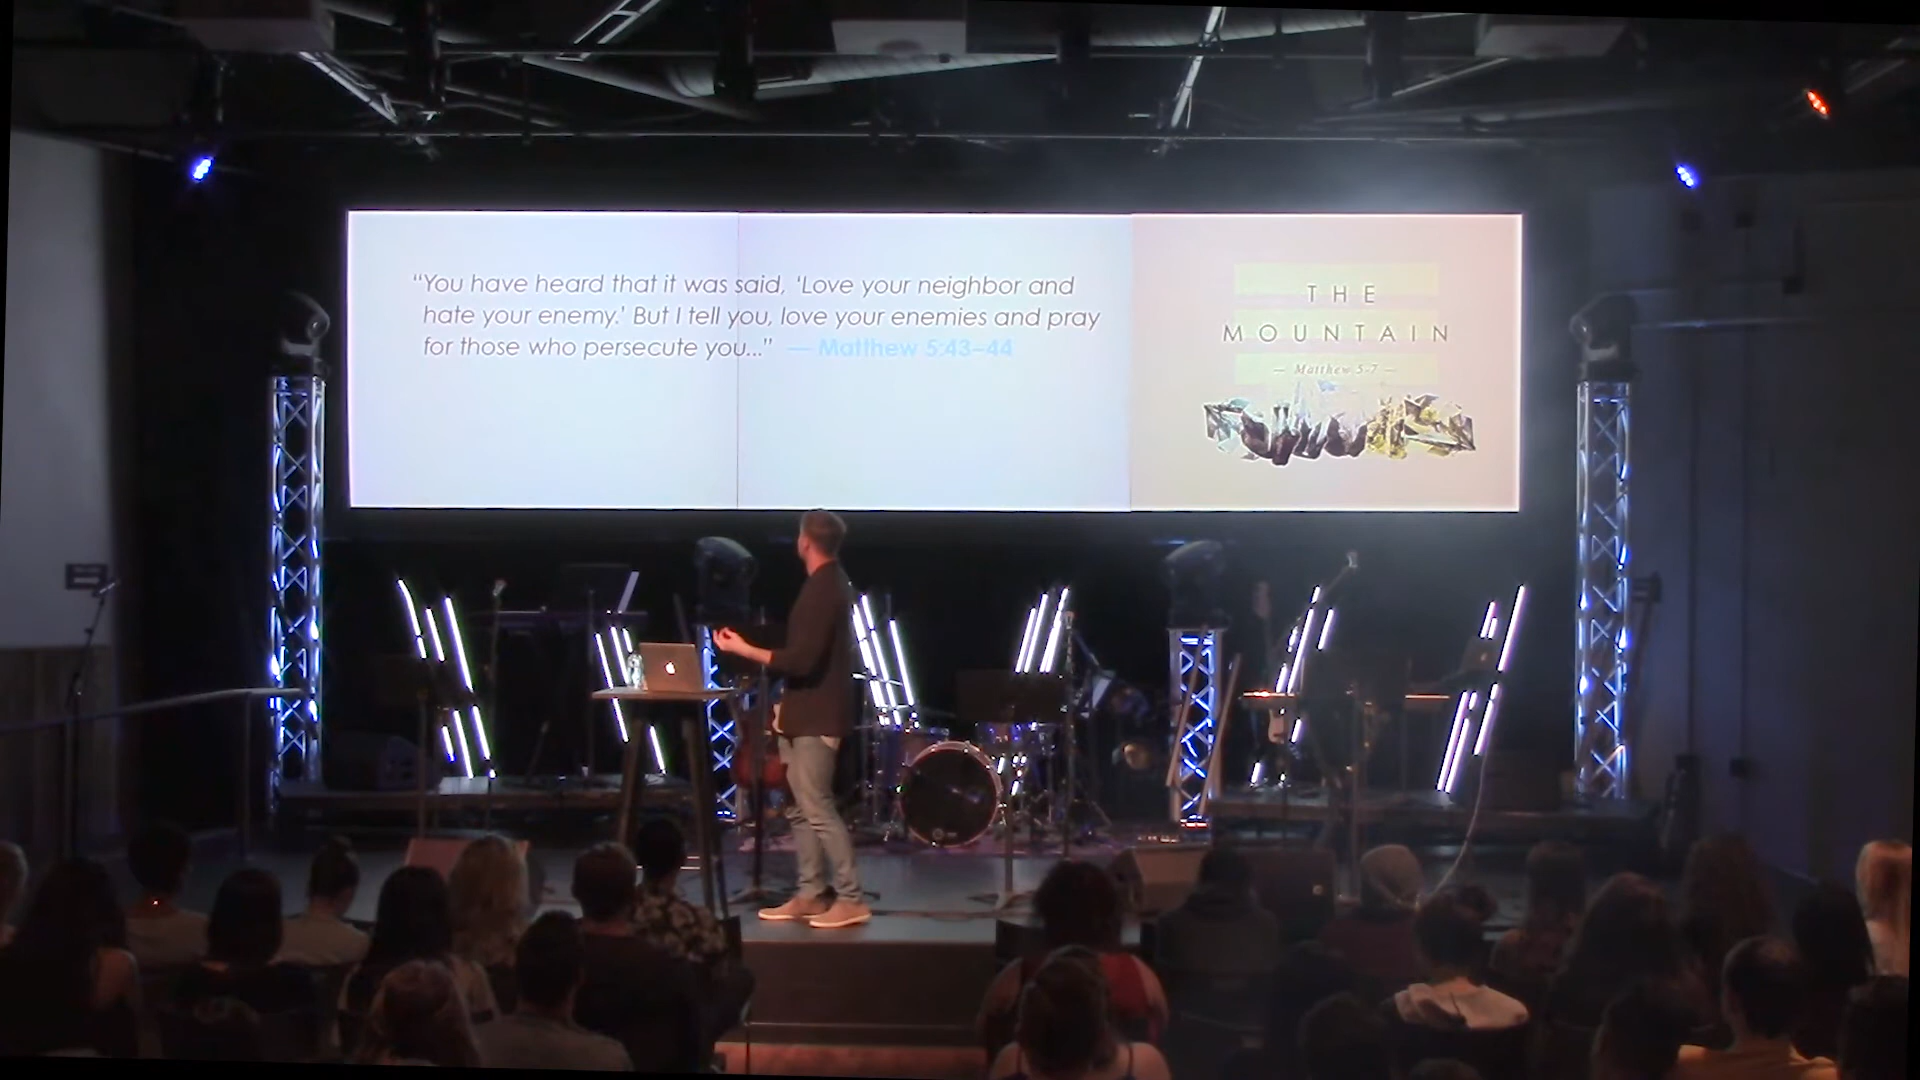 “You have heard that it was said, ‘Love your neighbor and
hate your enemy.’ But I tell you, love your enemies and pray
for those who persecute you...” — Matthew 5:43–44
THE
MOUNTAIN
— Matthew 5-7 —